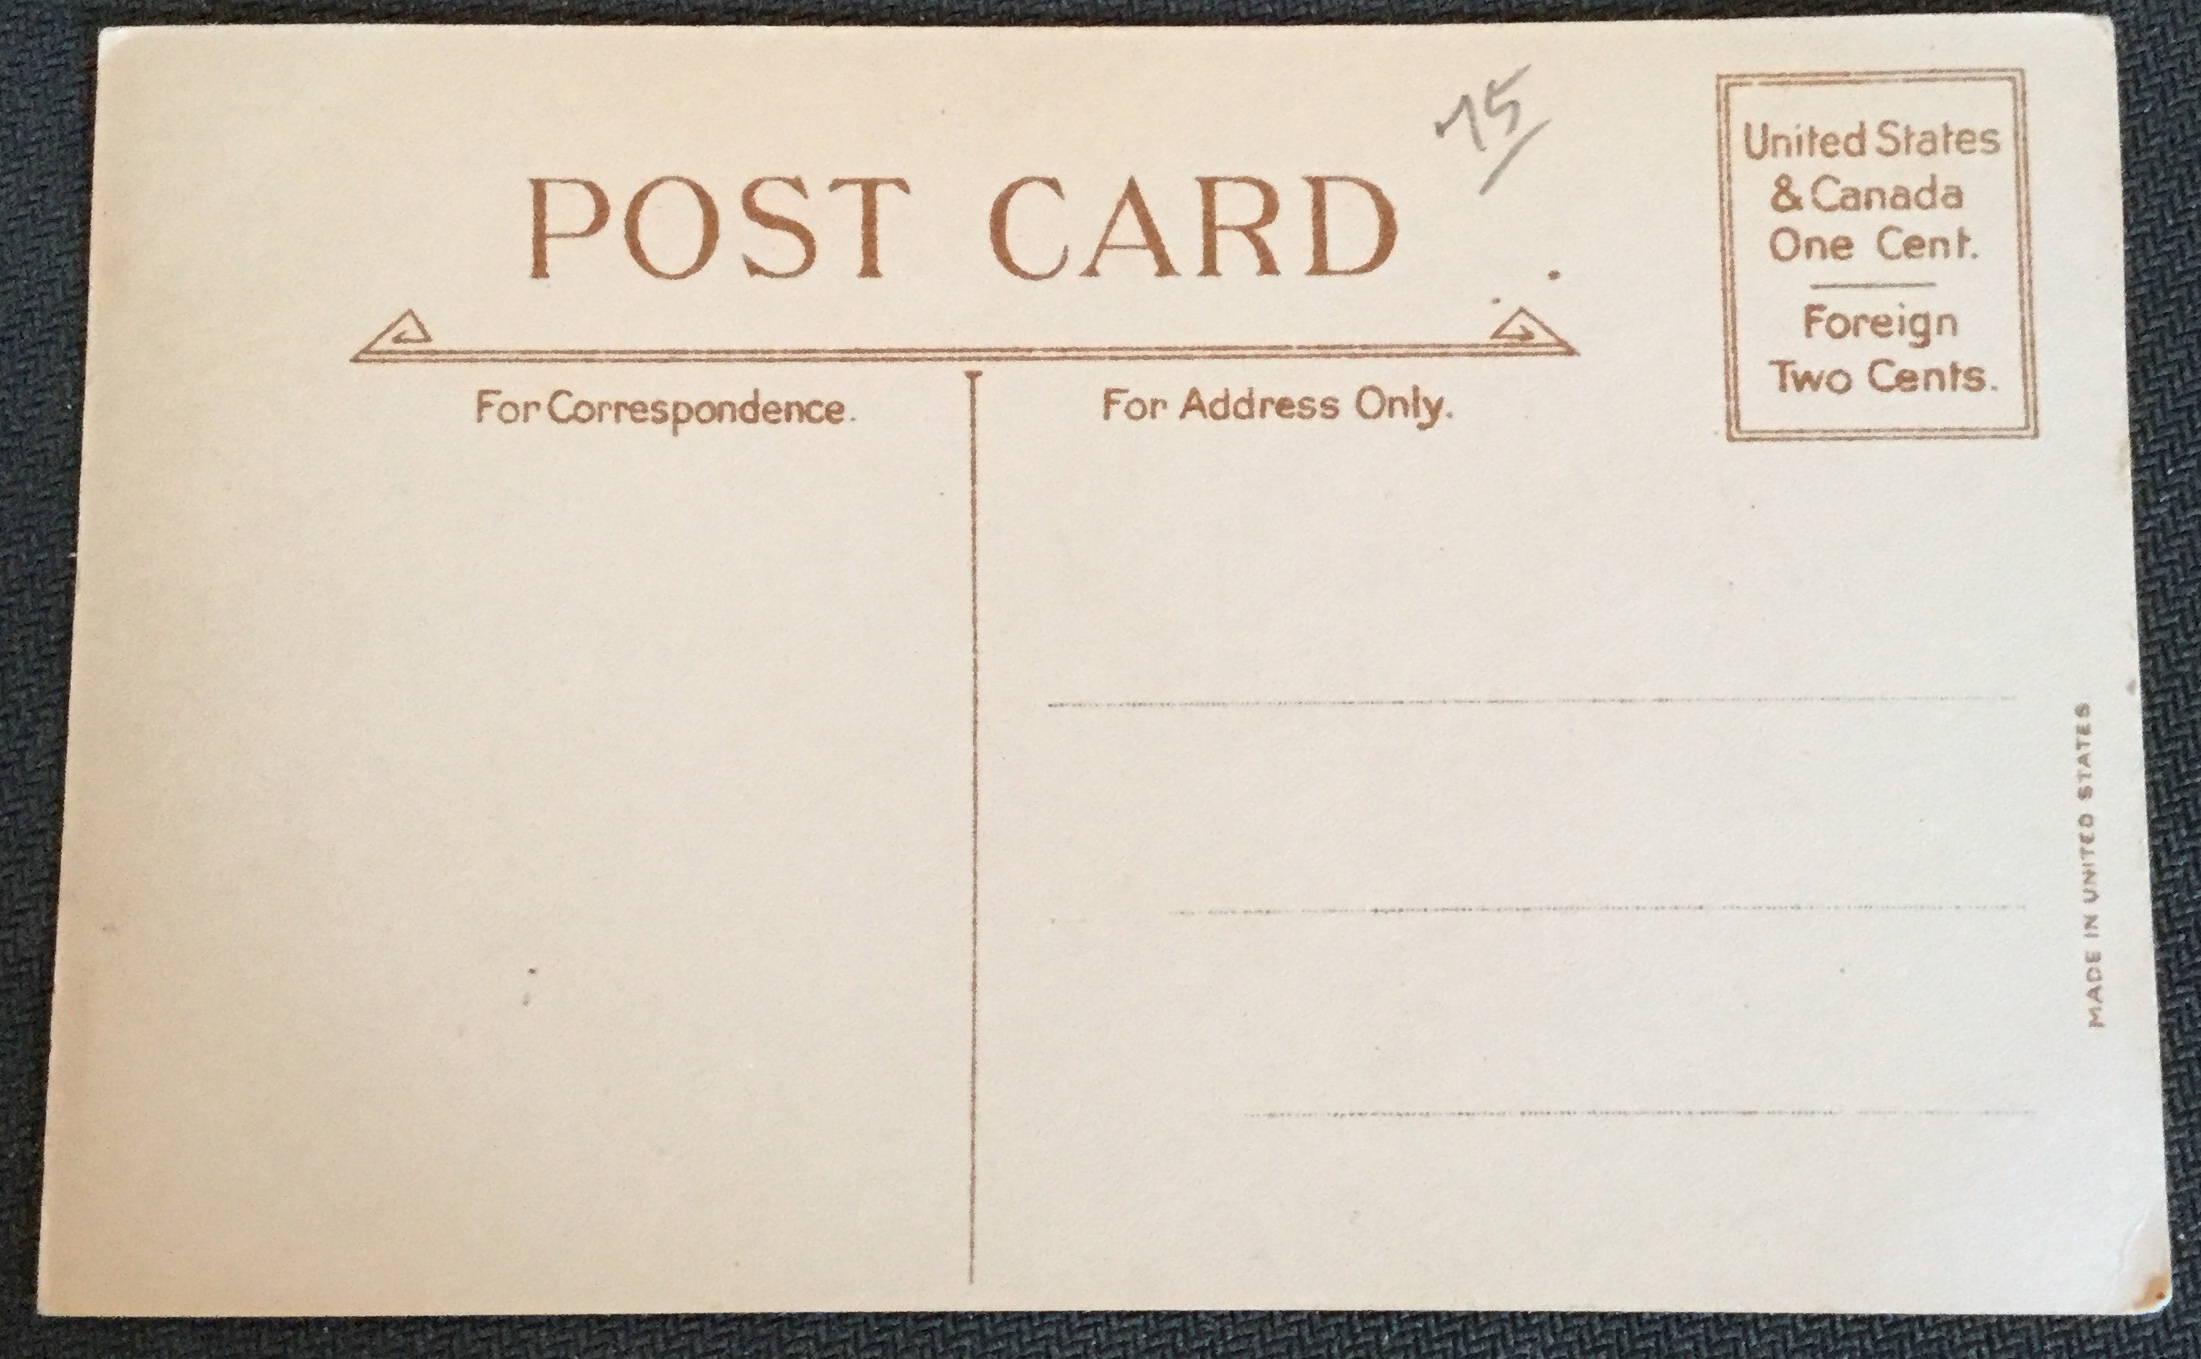 75
POST CARD
United States
& Canada
One Cent.
Foreign
Two Cents.
For Correspondence.
For Address Only.
MADE IN UNITED STATES